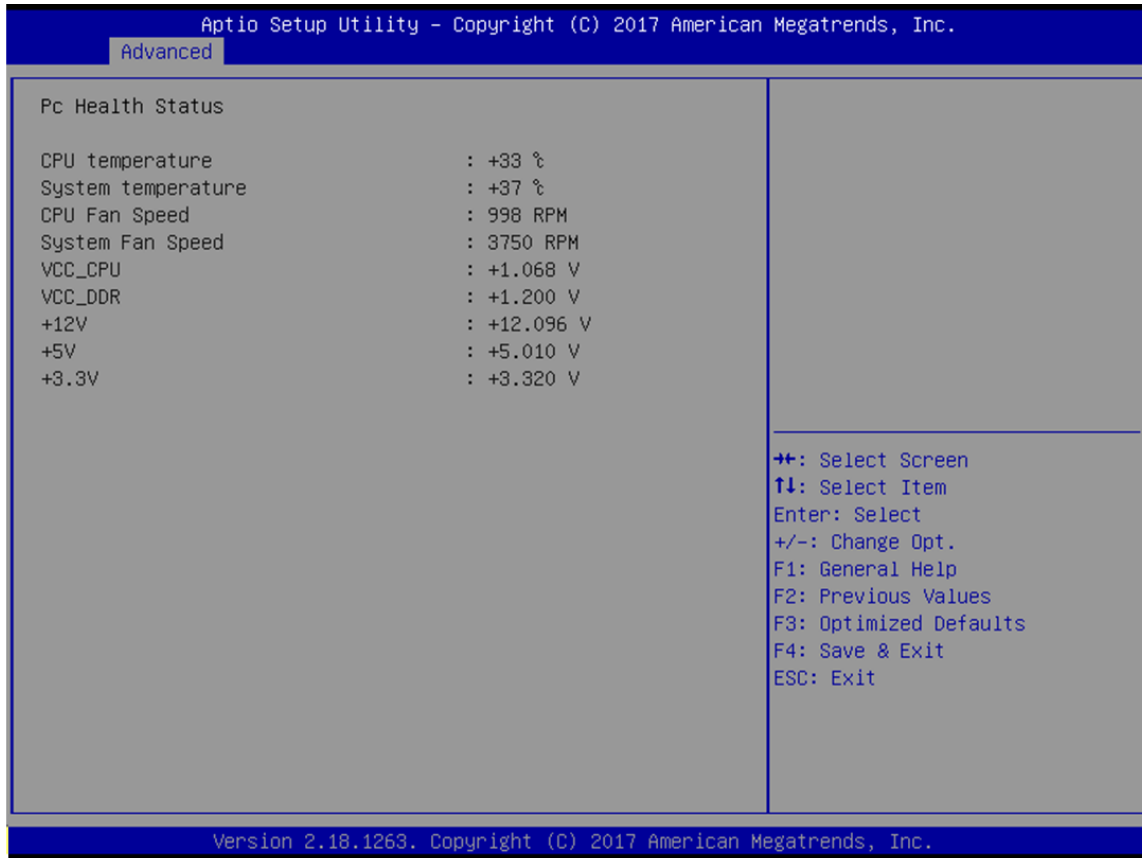 Aptio Setup Utility – Copyright (C) 2017 American Megatrends, Inc.
Advanced
Pc Health Status
CPU temperature : +33 ℃
System temperature : +37 ℃
CPU Fan Speed : 998 RPM
System Fan Speed : 3750 RPM
VCC_CPU : +1.068 V
VCC_DDR : +1.200 V
+12V : +12.096 V
+5V : +5.010 V
+3.3V : +3.320 V
→←: Select Screen
↑↓: Select Item
Enter: Select
+/-: Change Opt.
F1: General Help
F2: Previous Values
F3: Optimized Defaults
F4: Save & Exit
ESC: Exit
Version 2.18.1263. Copyright (C) 2017 American Megatrends, Inc.